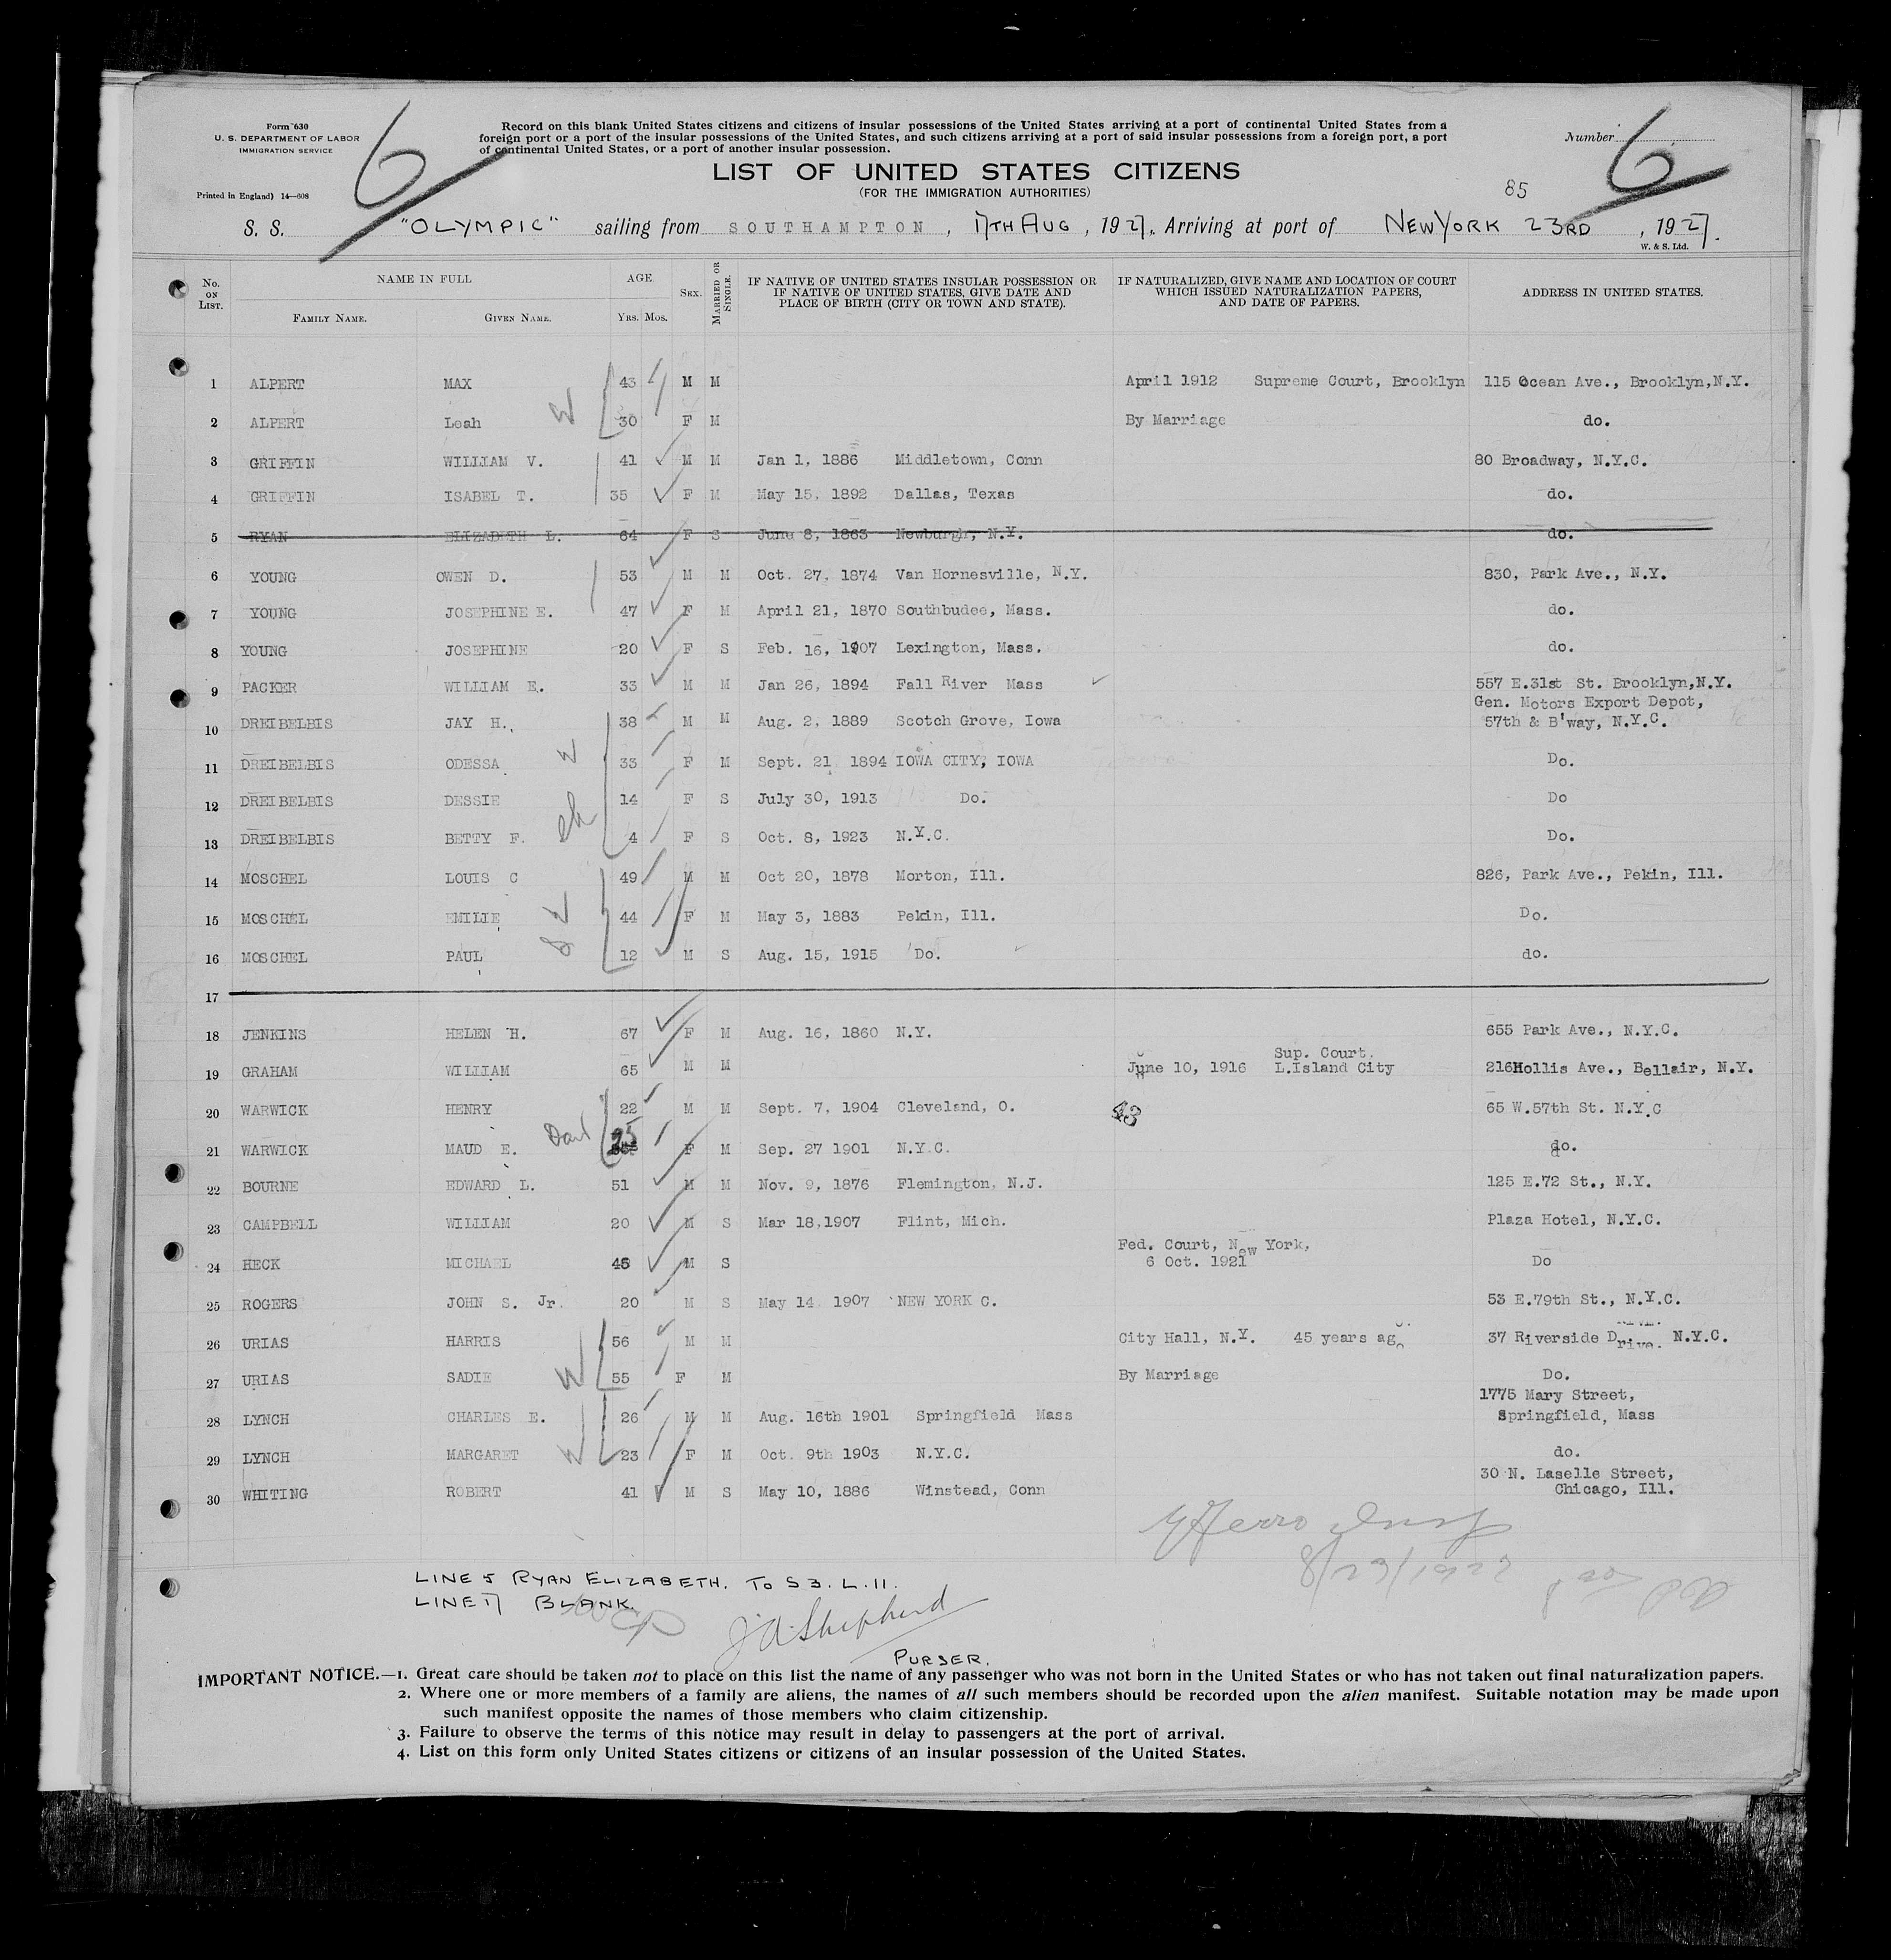 Form 630
U. S. DEPARTMENT OF LABOR
IMMIGRATION SERVICE
Printed in England) 14—608
6
Record on this blank United States citizens and citizens of insular possessions of the United States arriving at a port of continental United States from a
foreign port or a port of the insular possessions of the United States, and such citizens arriving at a port of said insular possessions from a foreign port, a port
of continental United States, or a port of another insular possession.
Number 6
LIST OF UNITED STATES CITIZENS
(FOR THE IMMIGRATION AUTHORITIES)
85
S. S. "OLYMPIC" sailing from SOUTHAMPTON, 17TH AUG, 1927, Arriving at port of NEW YORK 23RD, 1927.
W. & S. Ltd.
No. ON LIST. NAME IN FULL AGE SEX. MARRIED OR SINGLE. IF NATIVE OF UNITED STATES INSULAR POSSESSION OR IF NATIVE OF UNITED STATES, GIVE DATE AND PLACE OF BIRTH (CITY OR TOWN AND STATE). IF NATURALIZED, GIVE NAME AND LOCATION OF COURT WHICH ISSUED NATURALIZATION PAPERS, AND DATE OF PAPERS. ADDRESS IN UNITED STATES.
FAMILY NAME. GIVEN NAME. YRS. MOS.
1 ALPERT MAX 43 M M April 1912 Supreme Court, Brooklyn 115 Ocean Ave., Brooklyn,N.Y.
2 ALPERT Leah W 30 F M By Marriage do.
3 GRIFFIN WILLIAM V. 41 M M Jan 1, 1886 Middletown, Conn 80 Broadway, N.Y.C.
4 GRIFFIN ISABEL T. 35 F M May 15, 1892 Dallas, Texas do.
5 RYAN ELIZABETH L. 64 F S June 8, 1863 Newburgh, N.Y. do.
6 YOUNG OWEN D. 53 M M Oct. 27, 1874 Van Hornesville, N.Y. 830, Park Ave., N.Y.
7 YOUNG JOSEPHINE E. 47 F M April 21, 1870 Southbudee, Mass. do.
8 YOUNG JOSEPHINE 20 F S Feb. 16, 1907 Lexington, Mass. do.
9 PACKER WILLIAM E. 33 M M Jan 26, 1894 Fall River Mass 557 E.31st St. Brooklyn,N.Y.
10 DREIBELBIS JAY H., 38 M M Aug. 2, 1889 Scotch Grove, Iowa Gen. Motors Export Depot, 57th & B'way, N.Y.C.
11 DREIBELBIS ODESSA W 33 F M Sept. 21 1894 IOWA CITY, IOWA Do.
12 DREIBELBIS DESSIE 14 F S July 30, 1913 Do. Do
13 DREIBELBIS BETTY F. ch 4 F S Oct. 8, 1923 N.Y.C. Do.
14 MOSCHEL LOUIS C 49 M M Oct 20, 1878 Morton, Ill. 826, Park Ave., Pekin, Ill.
15 MOSCHEL EMILIE W 44 F M May 3, 1883 Pekin, Ill. Do.
16 MOSCHEL PAUL 12 M S Aug. 15, 1915 Do. do.
17
18 JENKINS HELEN H. 67 F M Aug. 16, 1860 N.Y. 655 Park Ave., N.Y.C.
19 GRAHAM WILLIAM 65 M M June 10, 1916 Sup. Court. L.Island City 216 Hollis Ave., Bellair, N.Y.
20 WARWICK HENRY 22 M M Sept. 7, 1904 Cleveland, O. 43 65 W.57th St. N.Y.C
21 WARWICK MAUD E. 25 F M Sep. 27 1901 N.Y.C. do.
22 BOURNE EDWARD L. 51 M M Nov. 9, 1876 Flemington, N.J. 125 E.72 St., N.Y.
23 CAMPBELL WILLIAM 20 M S Mar 18,1907 Flint, Mich. Plaza Hotel, N.Y.C.
24 HECK MICHAEL 45 M S Fed. Court, New York, 6 Oct. 1921 Do
25 ROGERS JOHN S. Jr. 20 M S May 14 1907 NEW YORK C. 53 E.79th St., N.Y.C.
26 URIAS HARRIS 56 M M City Hall, N.Y. 45 years ago 37 Riverside Drive. N.Y.C.
27 URIAS SADIE W 55 F M By Marriage Do.
28 LYNCH CHARLES E. 26 M M Aug. 16th 1901 Springfield Mass 1775 Mary Street, Springfield, Mass
29 LYNCH MARGARET W 23 F M Oct. 9th 1903 N.Y.C. do.
30 WHITING ROBERT 41 M S May 10, 1886 Winstead, Conn 30 N. Laselle Street, Chicago, Ill.
8/23/1927
LINE 5 RYAN ELIZABETH. TO S3. L.11.
LINE 17 BLANK.
J A Shepherd
PURSER.
IMPORTANT NOTICE.—1. Great care should be taken not to place on this list the name of any passenger who was not born in the United States or who has not taken out final naturalization papers.
2. Where one or more members of a family are aliens, the names of all such members should be recorded upon the alien manifest. Suitable notation may be made upon
such manifest opposite the names of those members who claim citizenship.
3. Failure to observe the terms of this notice may result in delay to passengers at the port of arrival.
4. List on this form only United States citizens or citizens of an insular possession of the United States.